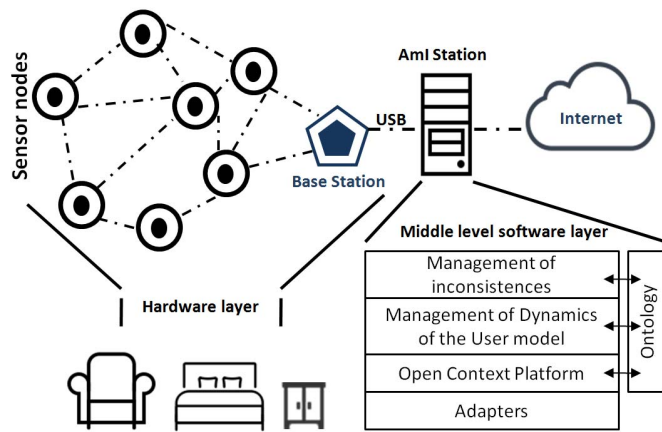 Sensor nodes
AmI Station
USB
Internet
Base Station
Hardware layer
Middle level software layer
Management of
inconsistences
Management of Dynamics
of the User model
Open Context Platform
Adapters
Ontology